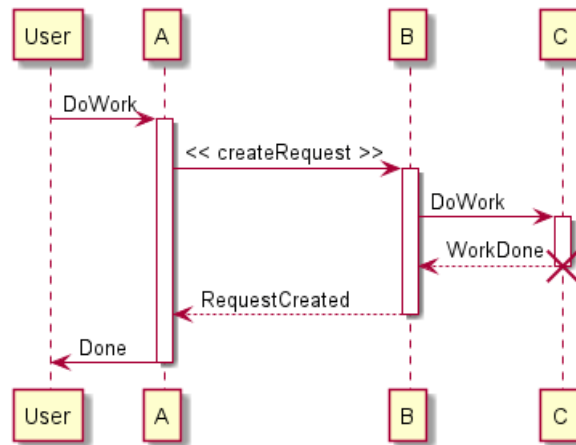 User A B C
DoWork
<< createRequest >>
DoWork
WorkDone
RequestCreated
Done
User A B C